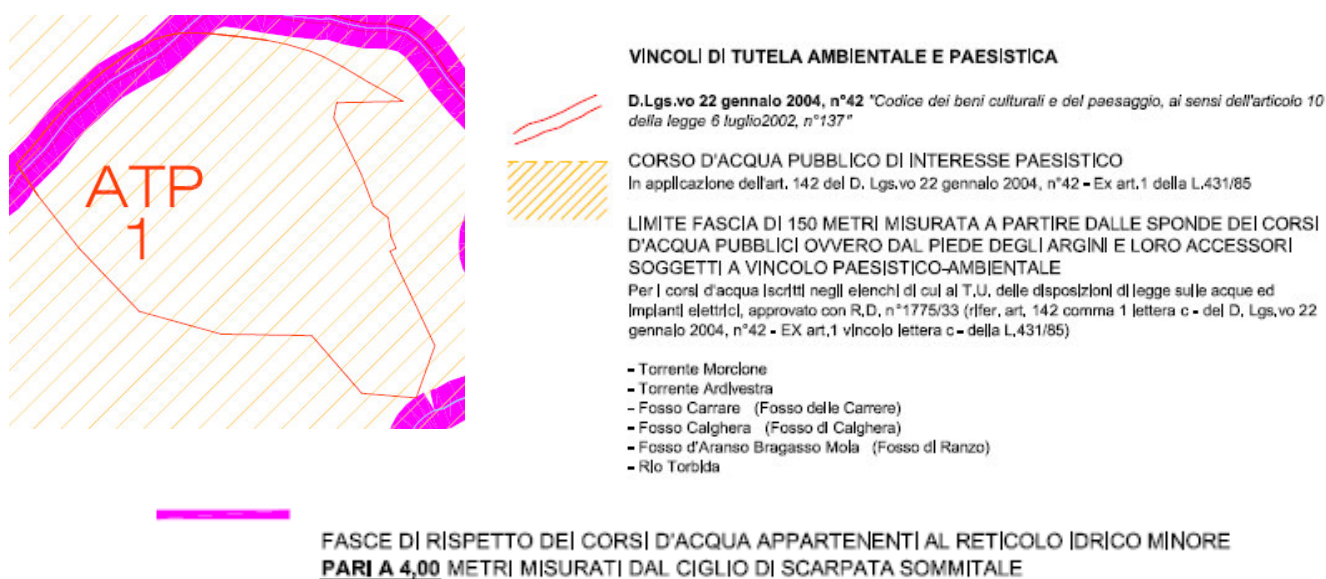 ATP
1
VINCOLI DI TUTELA AMBIENTALE E PAESISTICA
D.Lgs.vo 22 gennaio 2004, n°42 "Codice dei beni culturali e del paesaggio, ai sensi dell'articolo 10
della legge 6 luglio2002, n°137"
CORSO D'ACQUA PUBBLICO DI INTERESSE PAESISTICO
In applicazione dell'art. 142 del D. Lgs.vo 22 gennaio 2004, n°42 - Ex art.1 della L.431/85
LIMITE FASCIA DI 150 METRI MISURATA A PARTIRE DALLE SPONDE DEI CORSI
D'ACQUA PUBBLICI OVVERO DAL PIEDE DEGLI ARGINI E LORO ACCESSORI
SOGGETTI A VINCOLO PAESISTICO-AMBIENTALE
Per i corsi d'acqua iscritti negli elenchi di cui al T.U. delle disposizioni di legge sulle acque ed
impianti elettrici, approvato con R.D. n°1775/33 (rifer. art. 142 comma 1 lettera c - del D. Lgs.vo 22
gennaio 2004, n°42 - EX art.1 vincolo lettera c - della L.431/85)
- Torrente Morcione
- Torrente Ardivestra
- Fosso Carrare (Fosso delle Carrere)
- Fosso Calghera (Fosso di Calghera)
- Fosso d'Aranso Bragasso Mola (Fosso di Ranzo)
- Rio Torbida
FASCE DI RISPETTO DEI CORSI D'ACQUA APPARTENENTI AL RETICOLO IDRICO MINORE
PARI A 4,00 METRI MISURATI DAL CIGLIO DI SCARPATA SOMMITALE